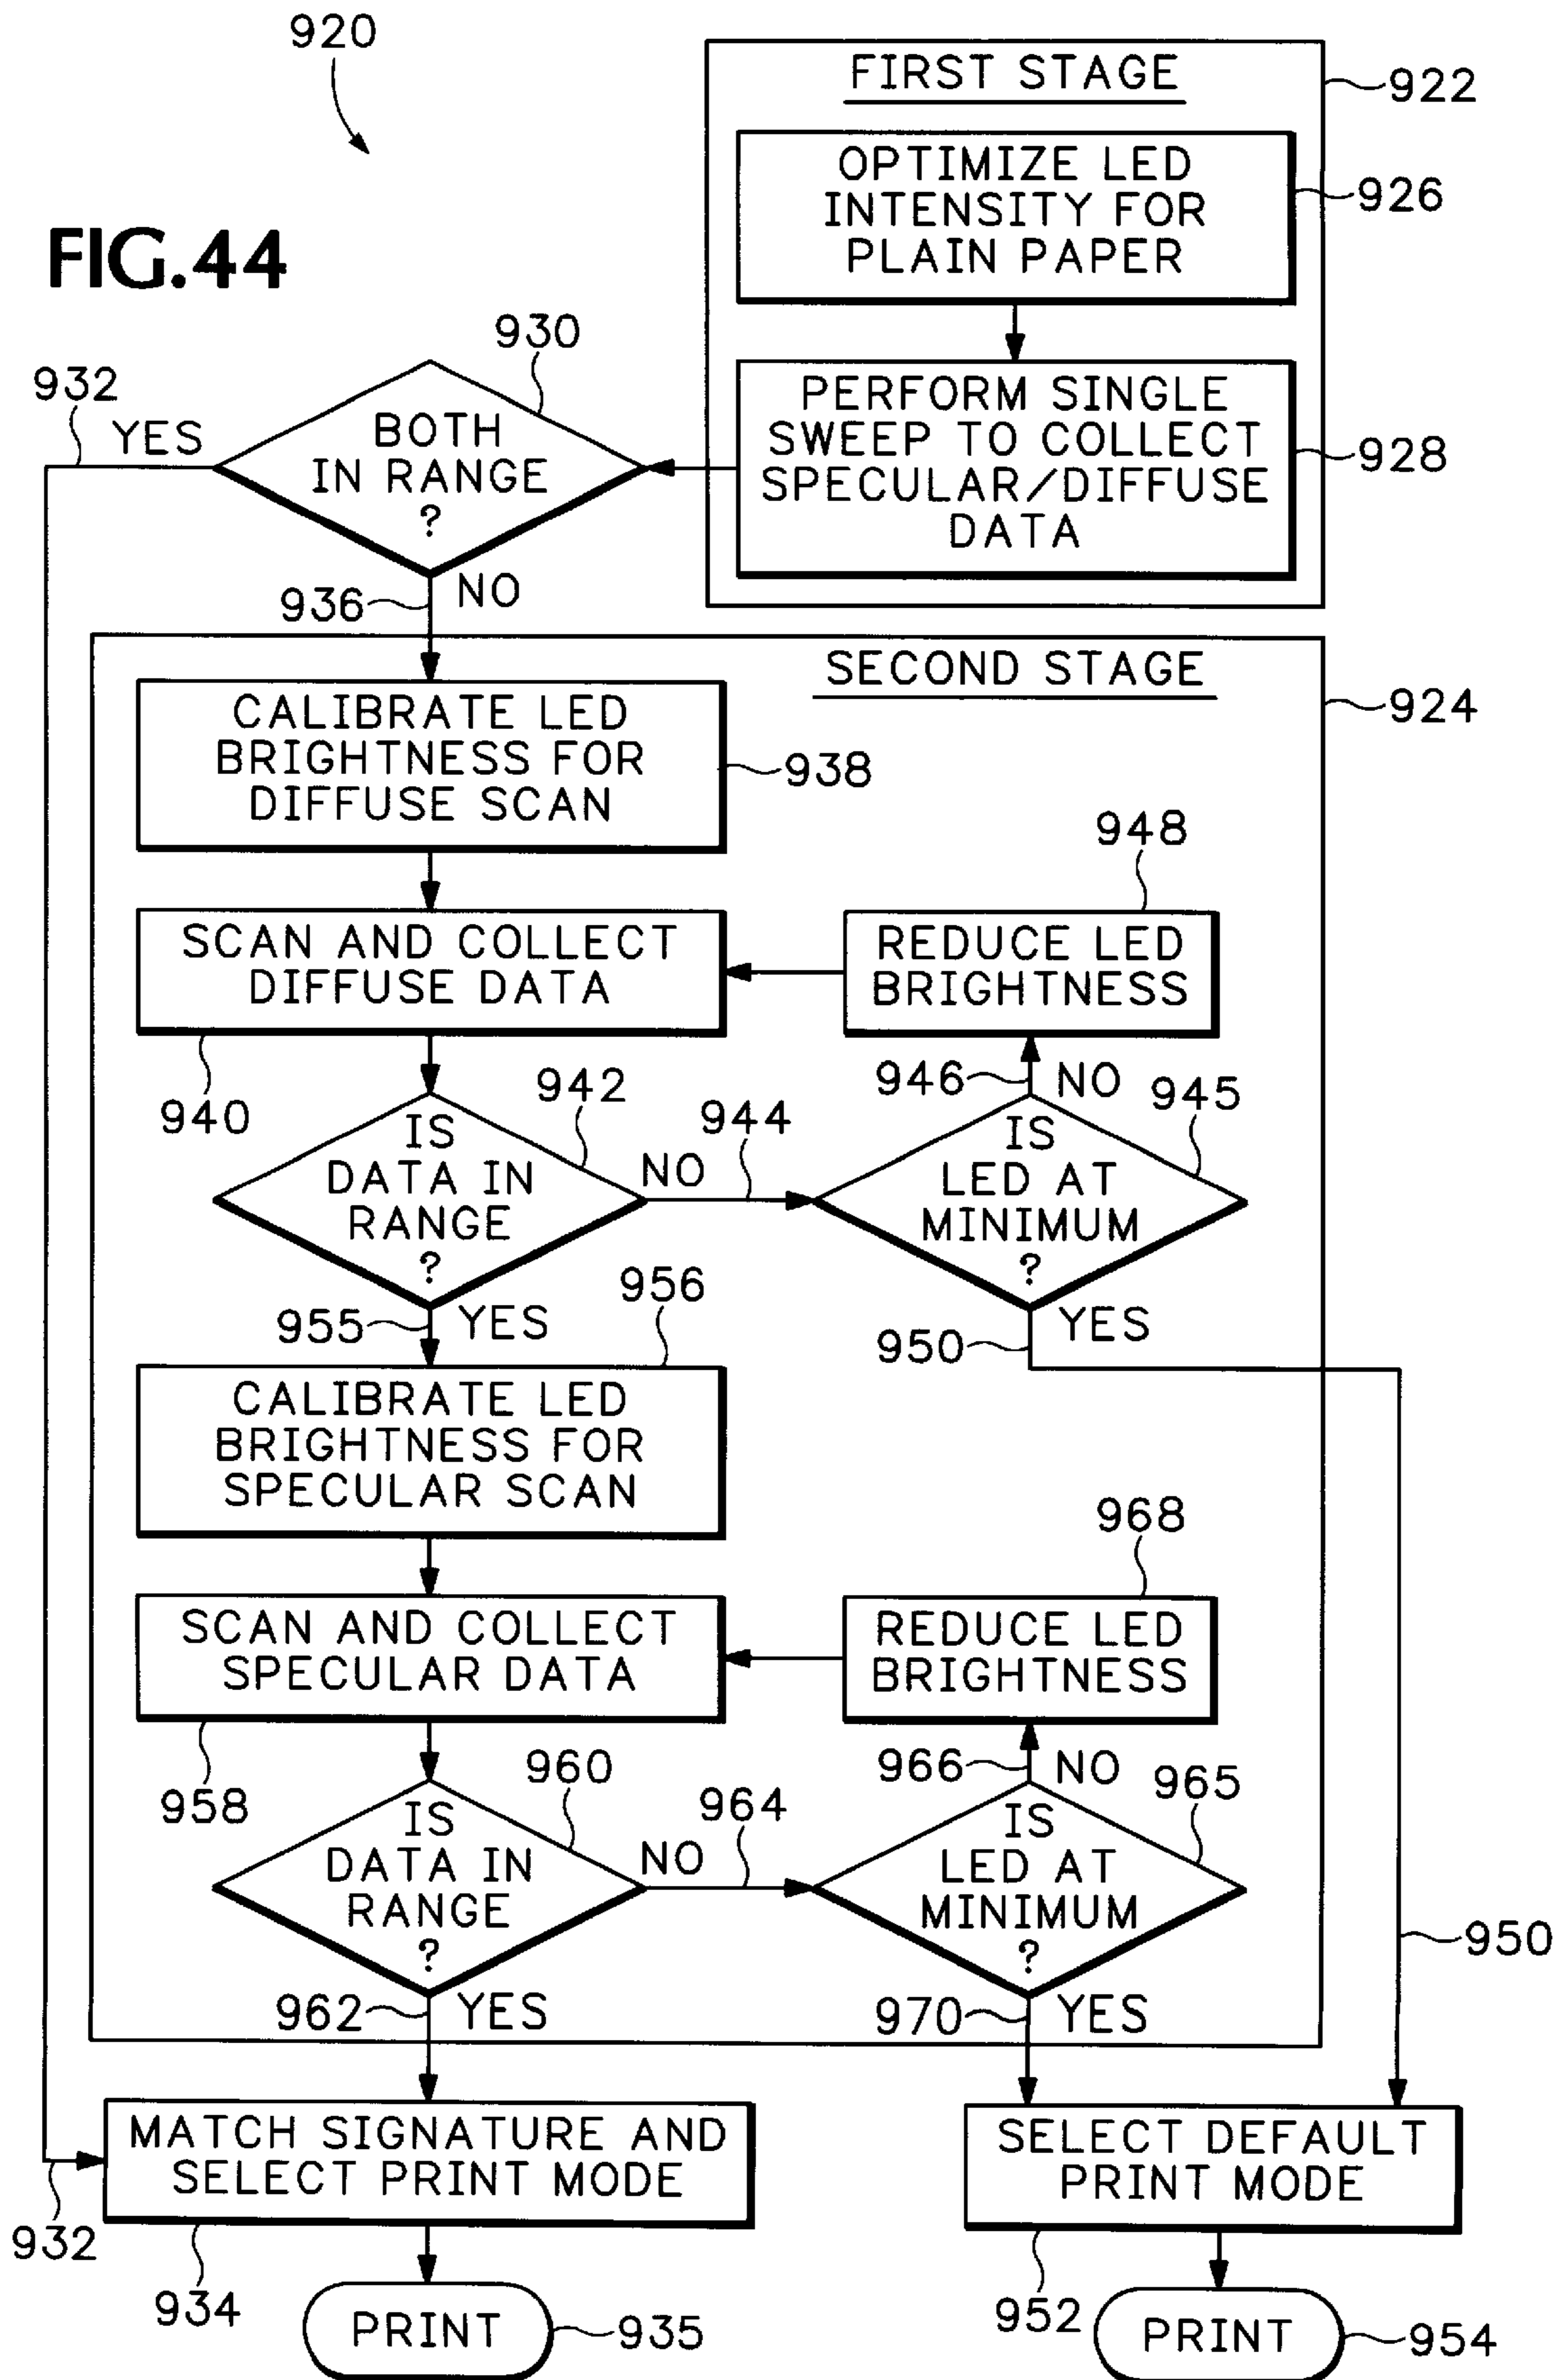 920
FIG.44
FIRST STAGE
922
OPTIMIZE LED
INTENSITY FOR
PLAIN PAPER
926
930
932
YES
BOTH
IN RANGE
?
PERFORM SINGLE
SWEEP TO COLLECT
SPECULAR/DIFFUSE
DATA
928
936
NO
SECOND STAGE
924
CALIBRATE LED
BRIGHTNESS FOR
DIFFUSE SCAN
938
948
SCAN AND COLLECT
DIFFUSE DATA
REDUCE LED
BRIGHTNESS
940
942
944
946
NO
945
IS
DATA IN
RANGE
?
NO
IS
LED AT
MINIMUM
?
955
YES
956
950
YES
CALIBRATE LED
BRIGHTNESS FOR
SPECULAR SCAN
968
SCAN AND COLLECT
SPECULAR DATA
REDUCE LED
BRIGHTNESS
958
960
964
966
NO
965
IS
DATA IN
RANGE
?
NO
IS
LED AT
MINIMUM
?
950
962
YES
970
YES
MATCH SIGNATURE AND
SELECT PRINT MODE
SELECT DEFAULT
PRINT MODE
932
934
PRINT
935
952
PRINT
954